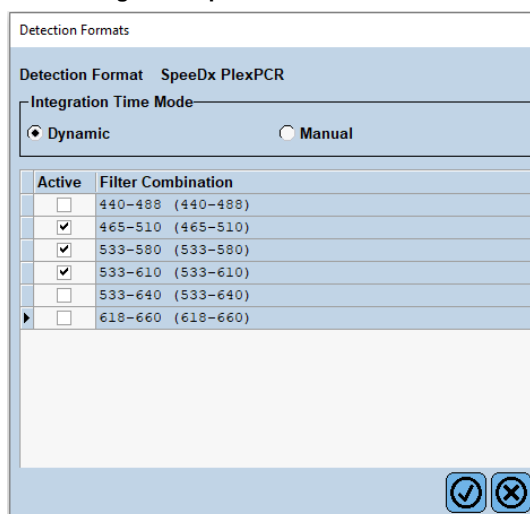 Detection Formats
Detection Format SpeeDx PlexPCR
Integration Time Mode
Dynamic Manual
Active Filter Combination
440-488 (440-488)
465-510 (465-510)
533-580 (533-580)
533-610 (533-610)
533-640 (533-640)
618-660 (618-660)